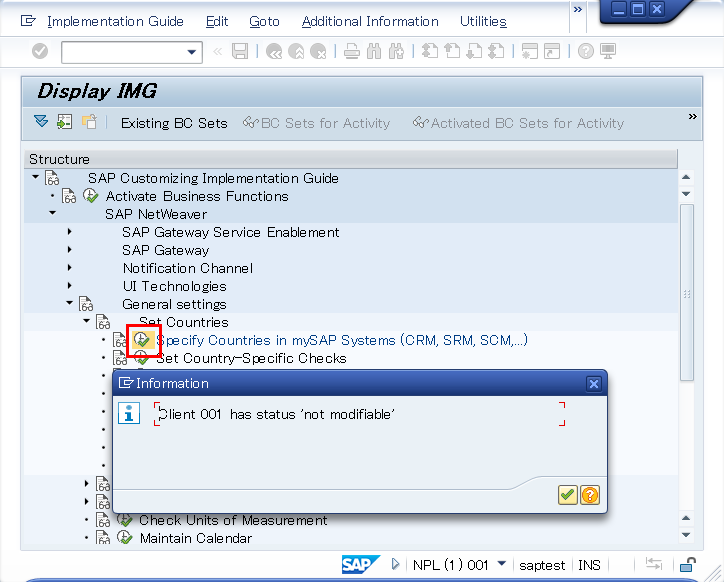 Implementation Guide Edit Goto Additional Information Utilities »
«
Display IMG
Existing BC Sets BC Sets for Activity Activated BC Sets for Activity »
Structure
SAP Customizing Implementation Guide
Activate Business Functions
SAP NetWeaver
SAP Gateway Service Enablement
SAP Gateway
Notification Channel
UI Technologies
General settings
Set Countries
Specify Countries in mySAP Systems (CRM, SRM, SCM,...)
Set Country-Specific Checks
Information
Client 001 has status 'not modifiable'
Check Units of Measurement
Maintain Calendar
SAP NPL (1) 001 saptest INS